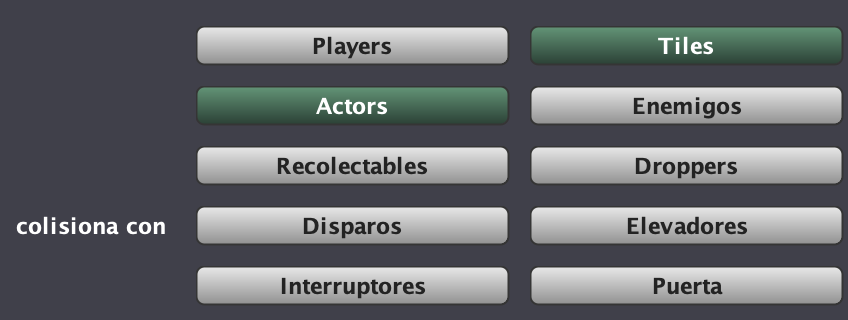 Players
Tiles
Actors
Enemigos
Recolectables
Droppers
colisiona con
Disparos
Elevadores
Interruptores
Puerta